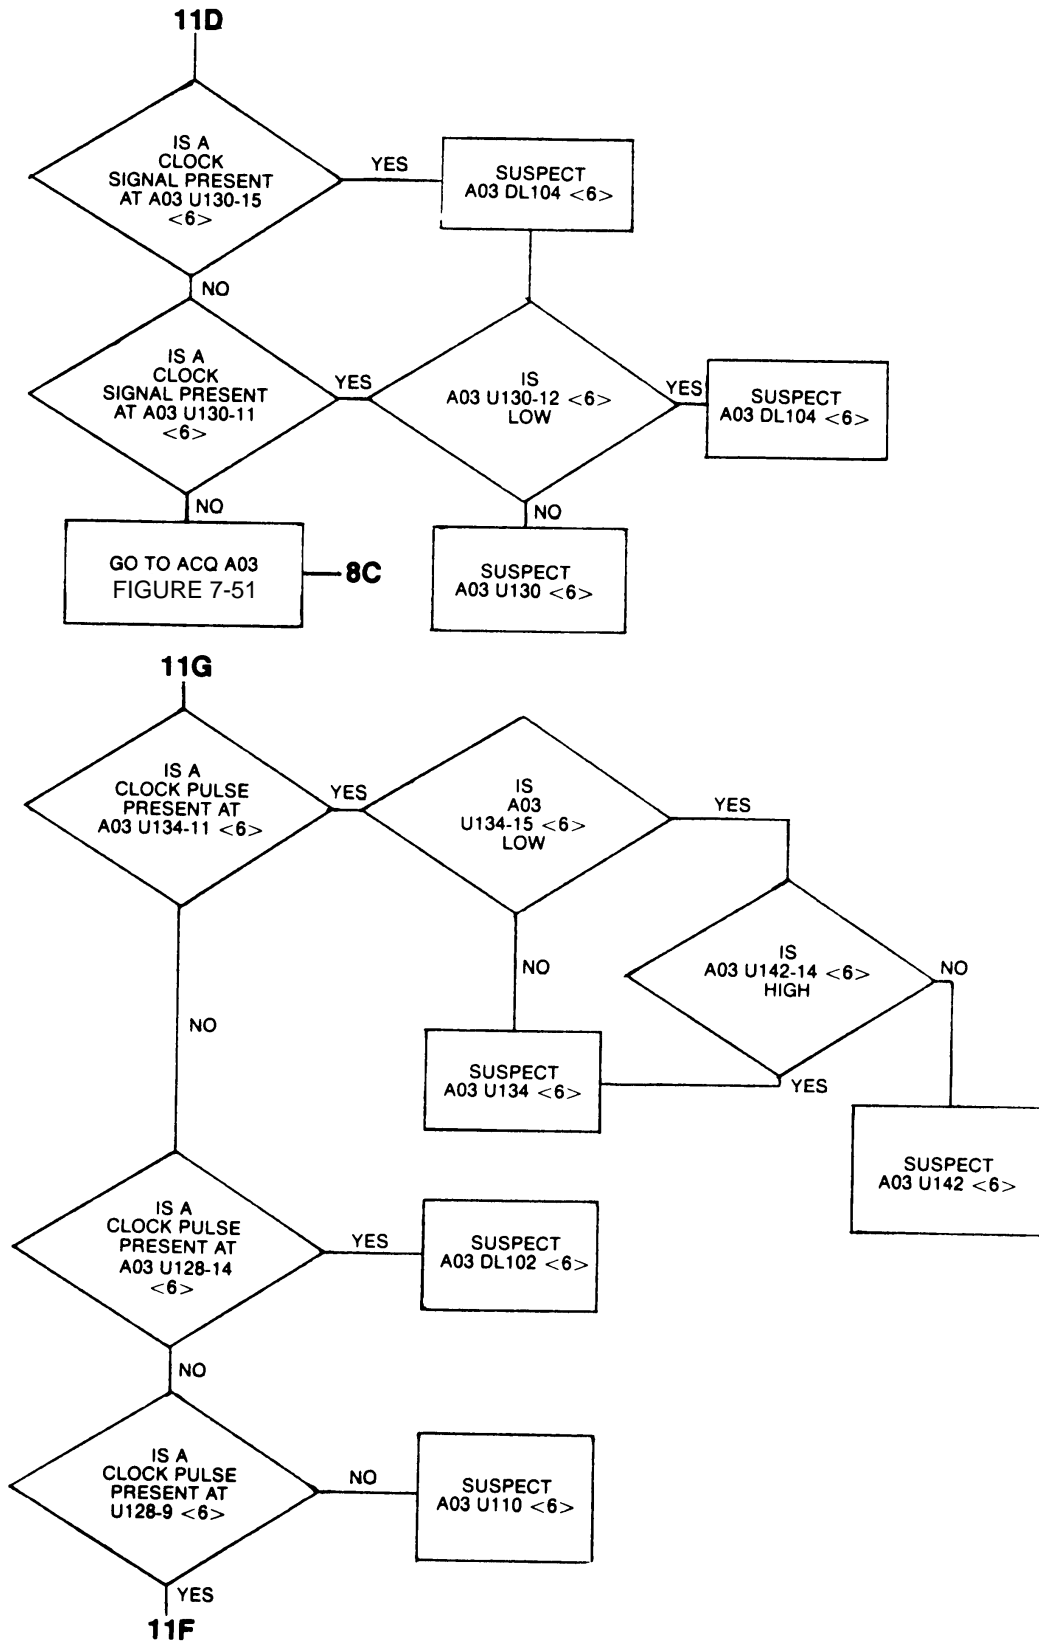 11D
IS A
CLOCK
SIGNAL PRESENT
AT A03 U130-15
<6>
YES
SUSPECT
A03 DL104 <6>
NO
IS A
CLOCK
SIGNAL PRESENT
AT A03 U130-11
<6>
YES
IS
A03 U130-12 <6>
LOW
YES
SUSPECT
A03 DL104 <6>
NO
GO TO ACQ A03
FIGURE 7-51
8C
NO
SUSPECT
A03 U130 <6>
11G
IS A
CLOCK PULSE
PRESENT AT
A03 U134-11 <6>
YES
IS
A03
U134-15 <6>
LOW
YES
IS
A03 U142-14 <6>
HIGH
NO
NO
SUSPECT
A03 U134 <6>
YES
SUSPECT
A03 U142 <6>
NO
IS A
CLOCK PULSE
PRESENT AT
A03 U128-14
<6>
YES
SUSPECT
A03 DL102 <6>
NO
IS A
CLOCK PULSE
PRESENT AT
U128-9 <6>
NO
SUSPECT
A03 U110 <6>
YES
11F